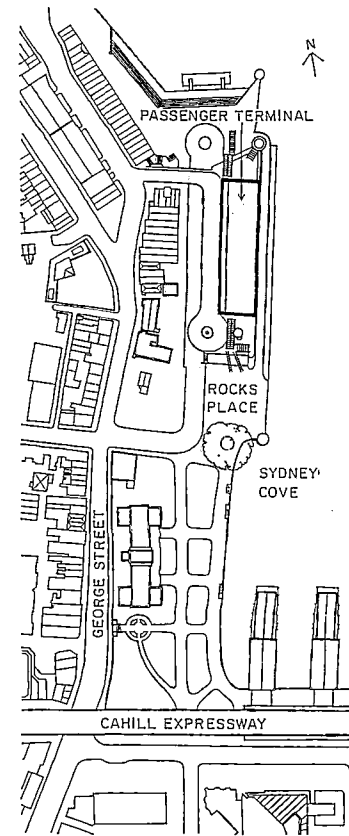 N
PASSENGER TERMINAL
ROCKS
PLACE
SYDNEY
COVE
GEORGE STREET
CAHILL EXPRESSWAY